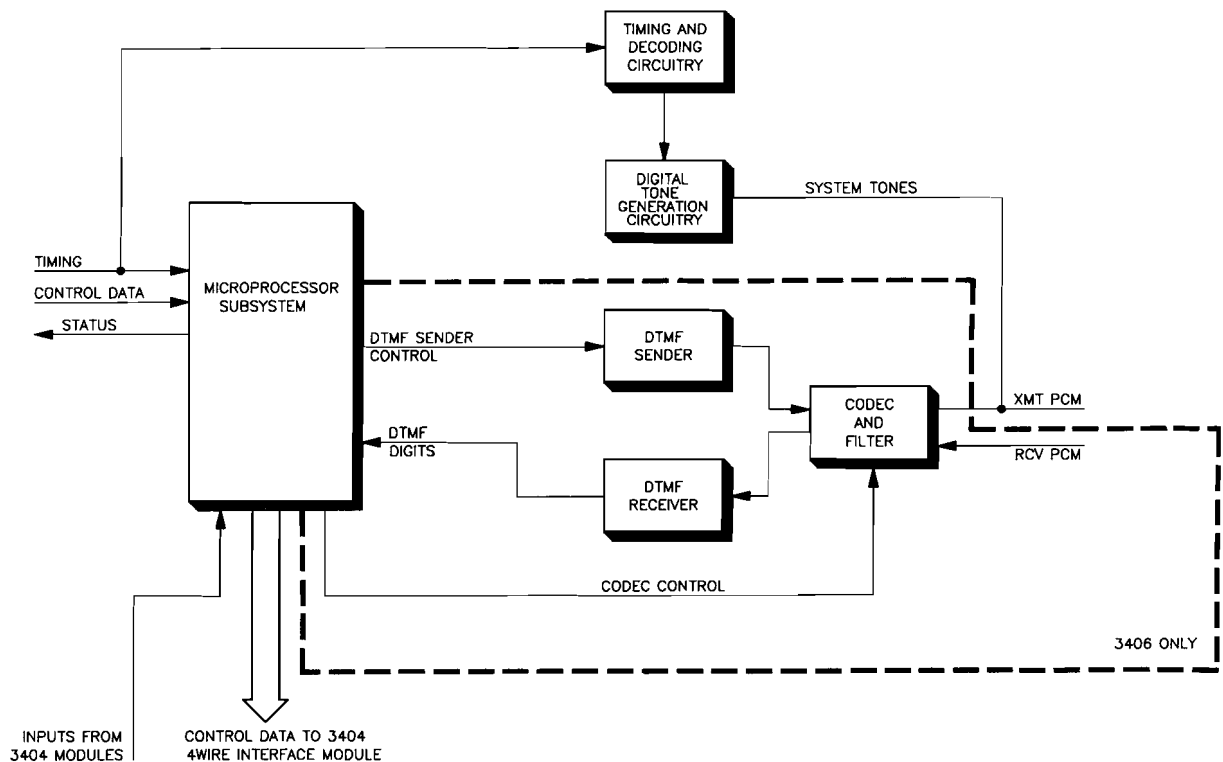 TIMING AND
DECODING
CIRCUITRY
DIGITAL
TONE
GENERATION
CIRCUITRY
SYSTEM TONES
TIMING
CONTROL DATA
STATUS
MICROPROCESSOR
SUBSYSTEM
DTMF SENDER
CONTROL
DTMF
SENDER
CODEC
AND
FILTER
XMT PCM
RCV PCM
DTMF
DIGITS
DTMF
RECEIVER
CODEC CONTROL
3406 ONLY
INPUTS FROM
3404 MODULES
CONTROL DATA TO 3404
4WIRE INTERFACE MODULE